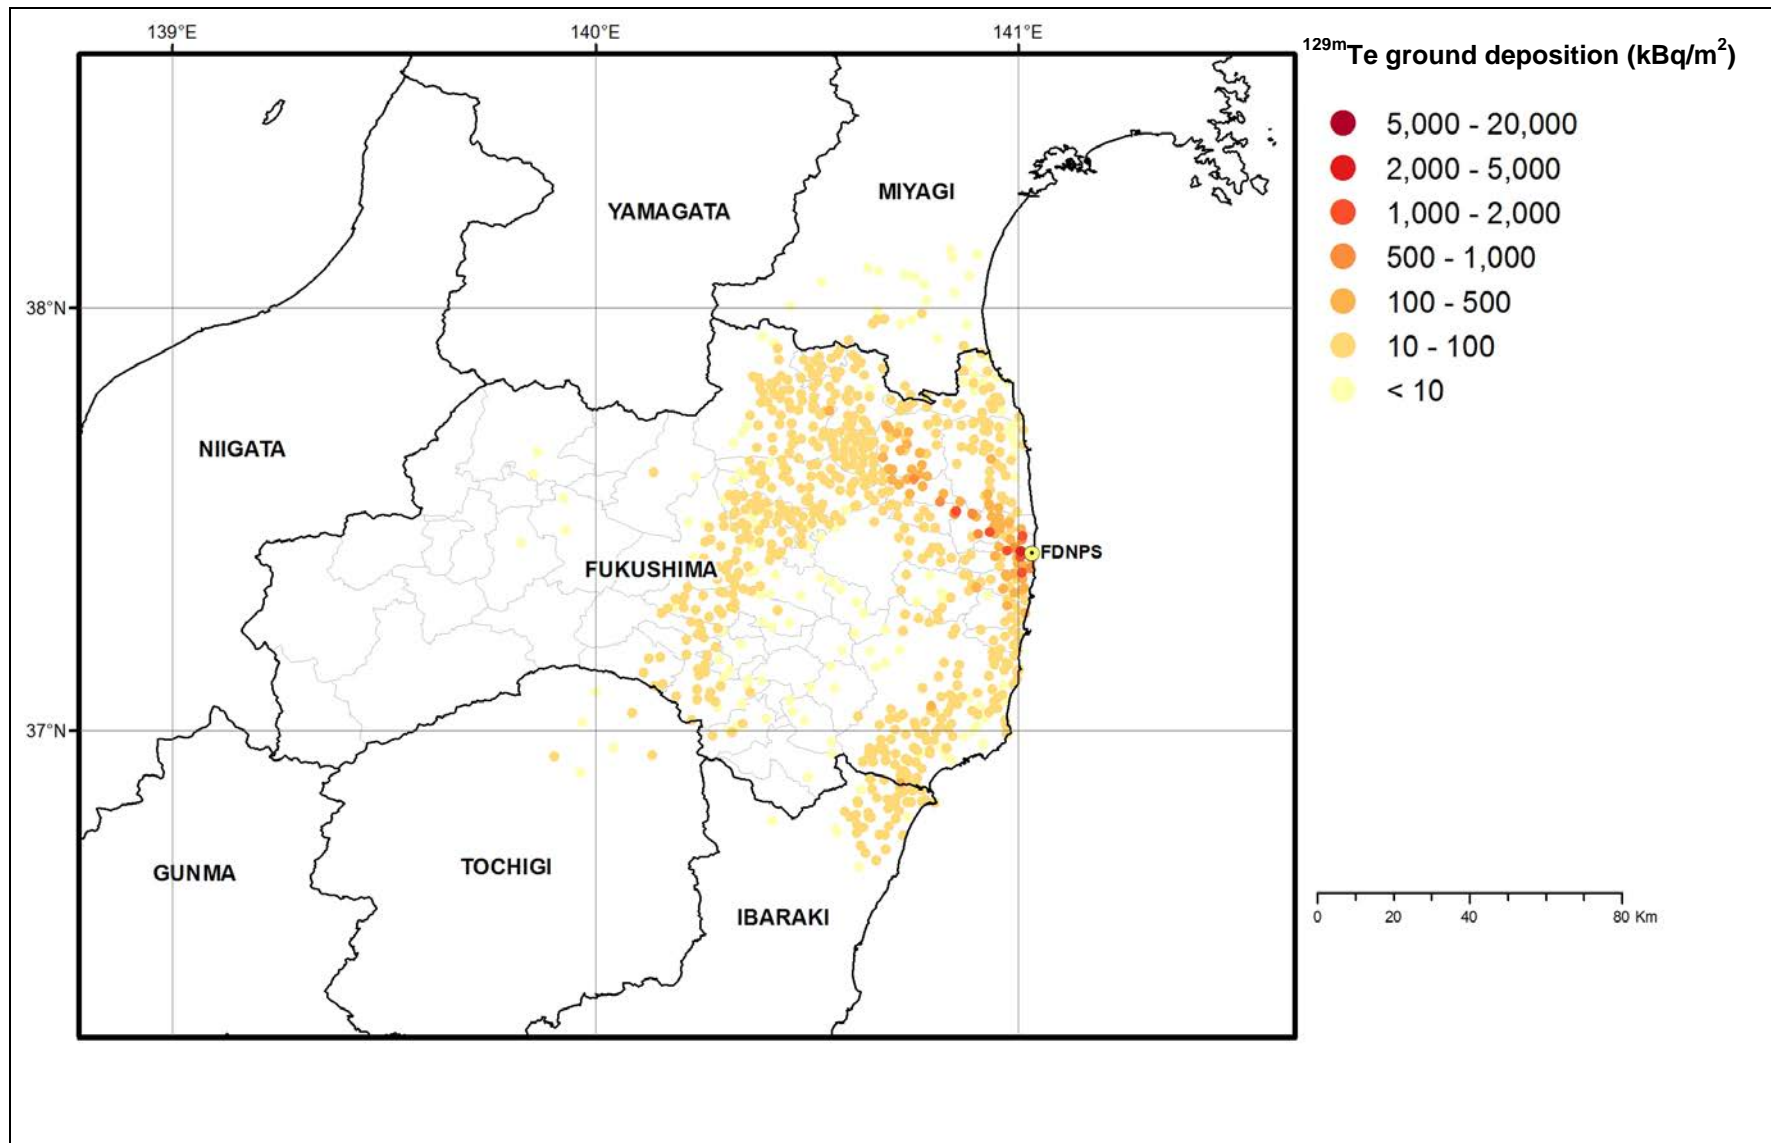 139°E
140°E
141°E
129mTe ground deposition (kBq/m2)
5,000 - 20,000
2,000 - 5,000
1,000 - 2,000
500 - 1,000
100 - 500
10 - 100
< 10
MIYAGI
YAMAGATA
38°N
NIIGATA
FDNPS
FUKUSHIMA
37°N
GUNMA
TOCHIGI
IBARAKI
0 20 40 80 Km